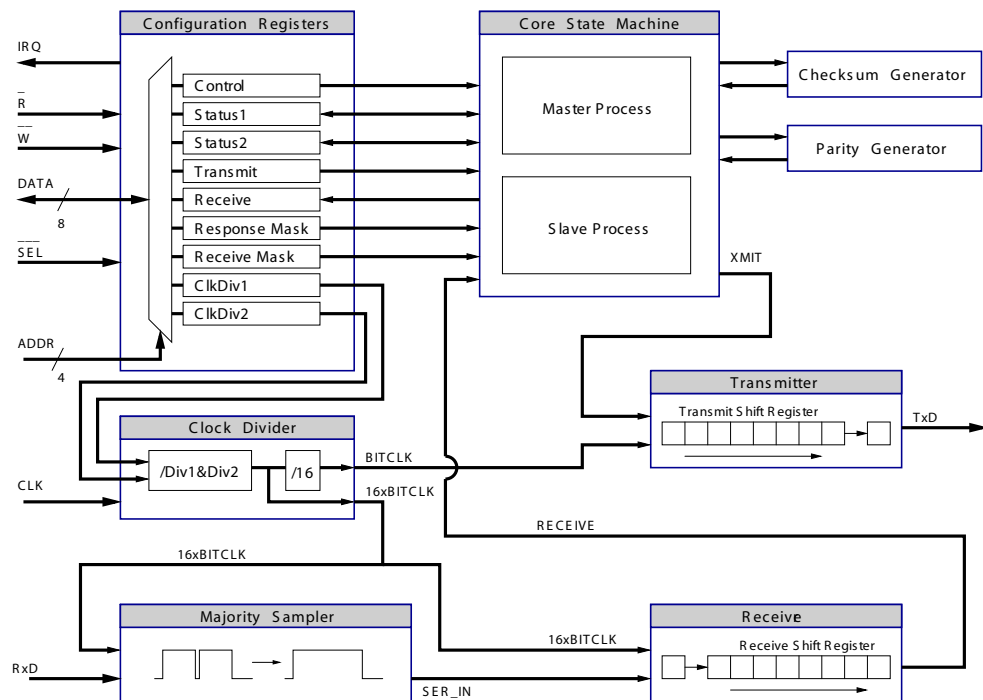 Configuration Registers
Core State Machine
IRQ
R
W
DATA
8
SEL
ADDR
4
Control
Status1
Status2
Transmit
Receive
Response Mask
Receive Mask
ClkDiv1
ClkDiv2
Master Process
Slave Process
Checksum Generator
Parity Generator
XMIT
Transmitter
Transmit Shift Register
TxD
Clock Divider
/Div1&Div2
/16
BITCLK
CLK
16xBITCLK
RECEIVE
16xBITCLK
Majority Sampler
Receive
16xBITCLK
Receive Shift Register
RxD
SER_IN